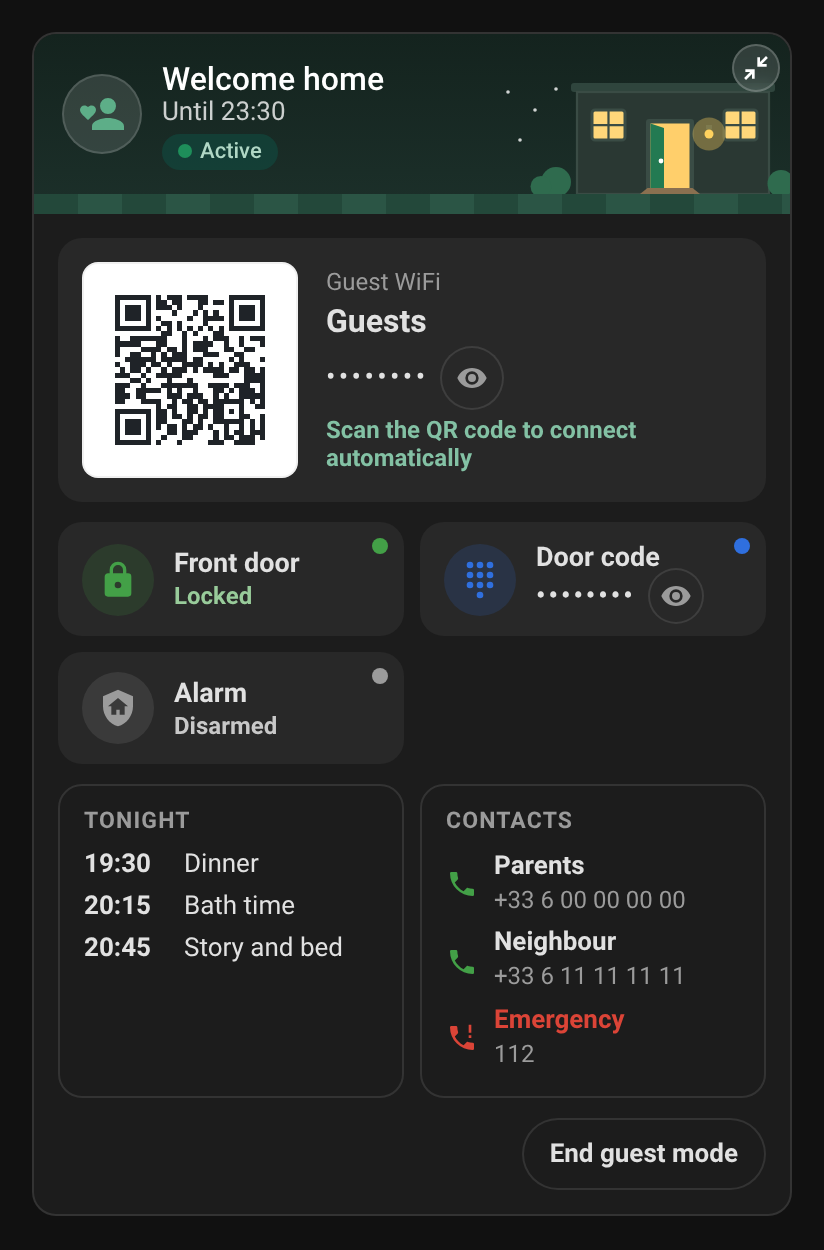 Welcome home
Until 23:30
Active
Guest WiFi
Guests
••••••••
Scan the QR code to connect
automatically
Front door
Locked
Door code
••••••••
Alarm
Disarmed
TONIGHT
19:30 Dinner
20:15 Bath time
20:45 Story and bed
CONTACTS
Parents
+33 6 00 00 00 00
Neighbour
+33 6 11 11 11 11
Emergency
112
End guest mode